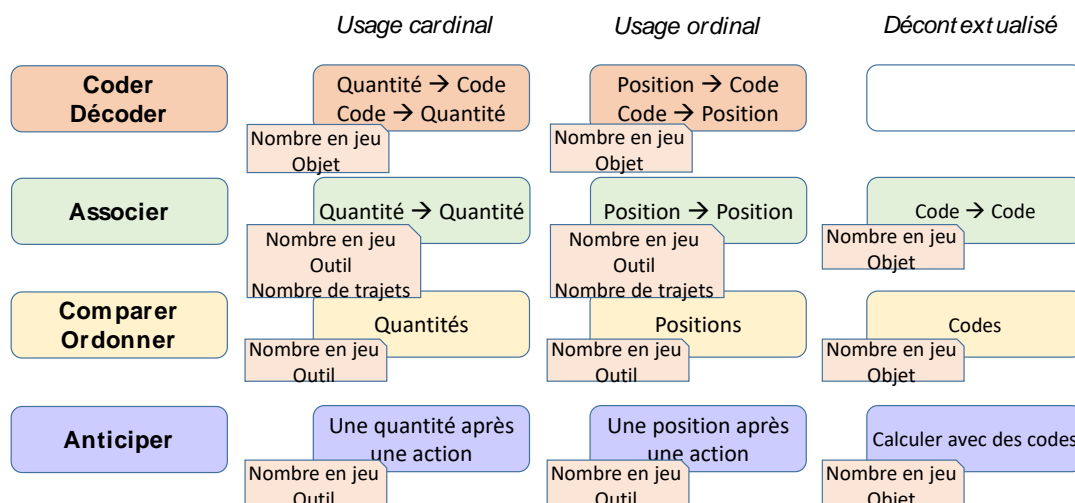 Usage cardinal
Usage ordinal
Décontextualisé
Coder
Décoder
Quantité → Code
Code → Quantité
Nombre en jeu
Objet
Position → Code
Code → Position
Nombre en jeu
Objet
Associer
Quantité → Quantité
Nombre en jeu
Outil
Nombre de trajets
Position → Position
Nombre en jeu
Outil
Nombre de trajets
Code → Code
Nombre en jeu
Objet
Comparer
Ordonner
Quantités
Nombre en jeu
Outil
Positions
Nombre en jeu
Outil
Codes
Nombre en jeu
Objet
Anticiper
Une quantité après
une action
Nombre en jeu
Outil
Une position après
une action
Nombre en jeu
Outil
Calculer avec des codes
Nombre en jeu
Objet